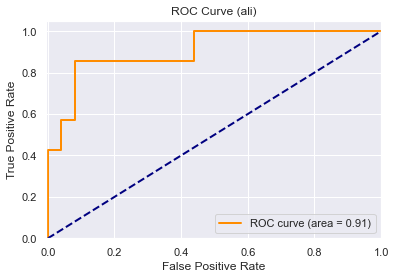 ROC Curve (ali)
True Positive Rate
1.0
0.8
0.6
0.4
0.2
0.0
ROC curve (area = 0.91)
0.0 0.2 0.4 0.6 0.8 1.0
False Positive Rate